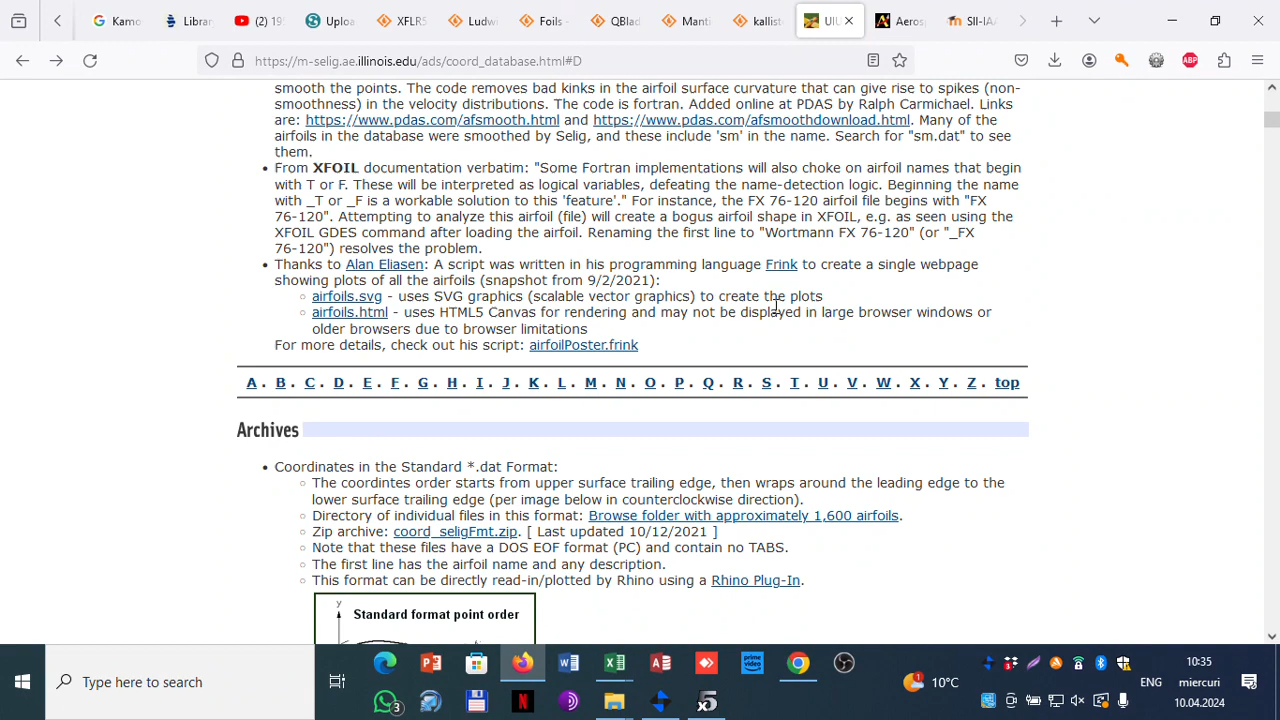 Kamo
Librar
(2) 19
Uploa
XFLR5
Ludwi
Foils -
QBlad
Manti
kallist
UIU
Aeros
SII-IAA
https://m-selig.ae.illinois.edu/ads/coord_database.html#D
smooth the points. The code removes bad kinks in the airfoil surface curvature that can give rise to spikes (non-
smoothness) in the velocity distributions. The code is fortran. Added online at PDAS by Ralph Carmichael. Links
are: https://www.pdas.com/afsmooth.html and https://www.pdas.com/afsmoothdownload.html. Many of the
airfoils in the database were smoothed by Selig, and these include 'sm' in the name. Search for "sm.dat" to see
them.
From XFOIL documentation verbatim: "Some Fortran implementations will also choke on airfoil names that begin
with T or F. These will be interpreted as logical variables, defeating the name-detection logic. Beginning the name
with _T or _F is a workable solution to this 'feature'." For instance, the FX 76-120 airfoil file begins with "FX
76-120". Attempting to analyze this airfoil (file) will create a bogus airfoil shape in XFOIL, e.g. as seen using the
XFOIL GDES command after loading the airfoil. Renaming the first line to "Wortmann FX 76-120" (or "_FX
76-120") resolves the problem.
Thanks to Alan Eliasen: A script was written in his programming language Frink to create a single webpage
showing plots of all the airfoils (snapshot from 9/2/2021):
airfoils.svg - uses SVG graphics (scalable vector graphics) to create the plots
airfoils.html - uses HTML5 Canvas for rendering and may not be displayed in large browser windows or
older browsers due to browser limitations
For more details, check out his script: airfoilPoster.frink
A . B . C . D . E . F . G . H . I . J . K . L . M . N . O . P . Q . R . S . T . U . V . W . X . Y . Z . top
Archives
Coordinates in the Standard *.dat Format:
The coordintes order starts from upper surface trailing edge, then wraps around the leading edge to the
lower surface trailing edge (per image below in counterclockwise direction).
Directory of individual files in this format: Browse folder with approximately 1,600 airfoils.
Zip archive: coord_seligFmt.zip. [ Last updated 10/12/2021 ]
Note that these files have a DOS EOF format (PC) and contain no TABS.
The first line has the airfoil name and any description.
This format can be directly read-in/plotted by Rhino using a Rhino Plug-In.
y
Standard format point order
Type here to search
10°C
ENG
10:35
miercuri
10.04.2024